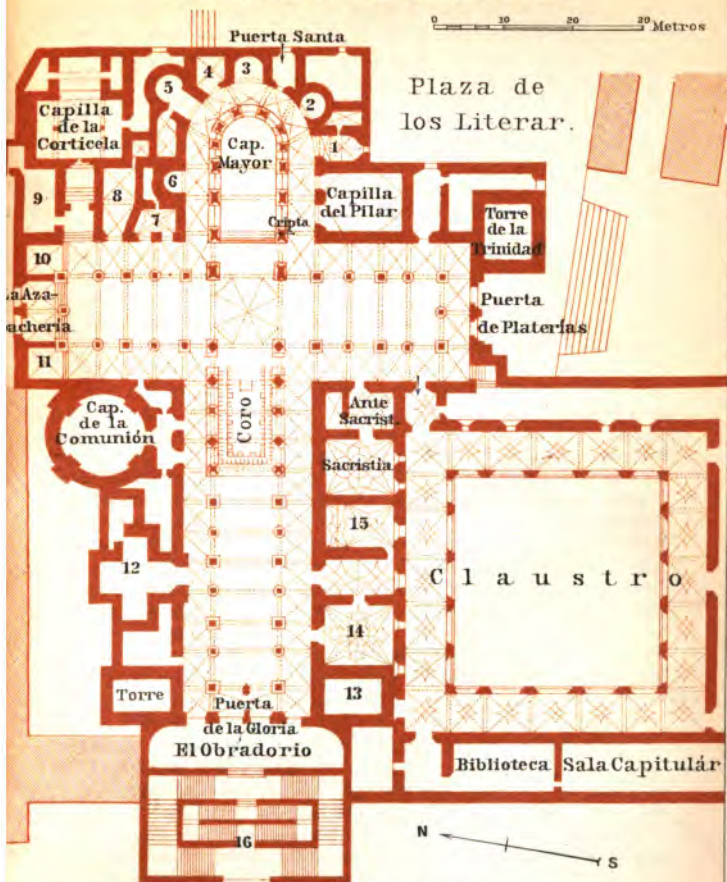 Puerta Santa
0 10 20 30 Metros
Plaza de
los Literar.
5
4
3
2
1
Capilla
de la
Corticela
Cap.
Mayor
9
8
6
7
Capilla
del Pilar
Cripta
Torre
de la
Trinidad
10
La Aza-
bacheria
11
Puerta
de Platerías
Cap.
de la
Comunión
Coro
Ante
Sacrist.
Sacristia
15
12
Claustro
14
Torre
13
Puerta
de la Gloria
El Obradorio
Biblioteca
Sala Capitulár
16
N
S